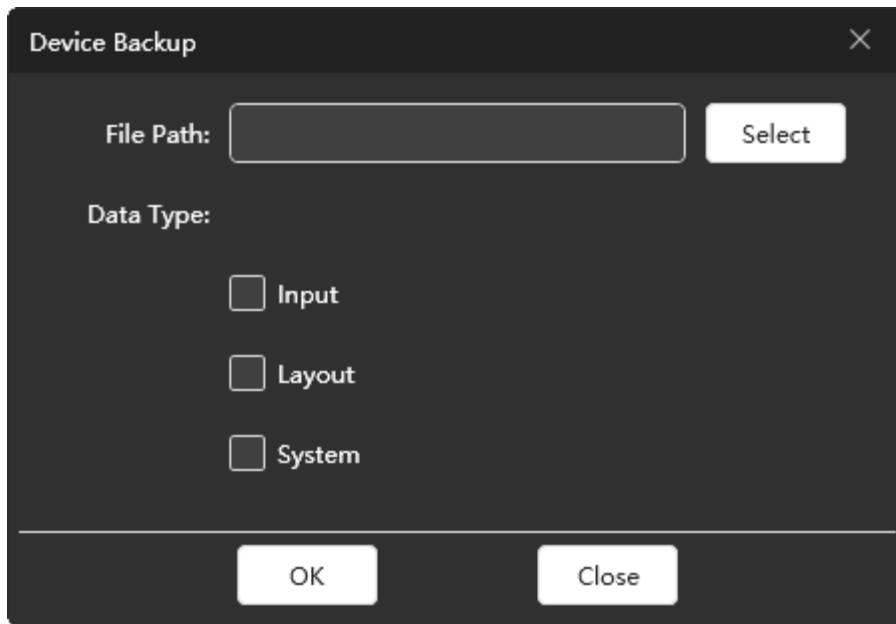 Device Backup
File Path: Select
Data Type:
Input
Layout
System
OK Close